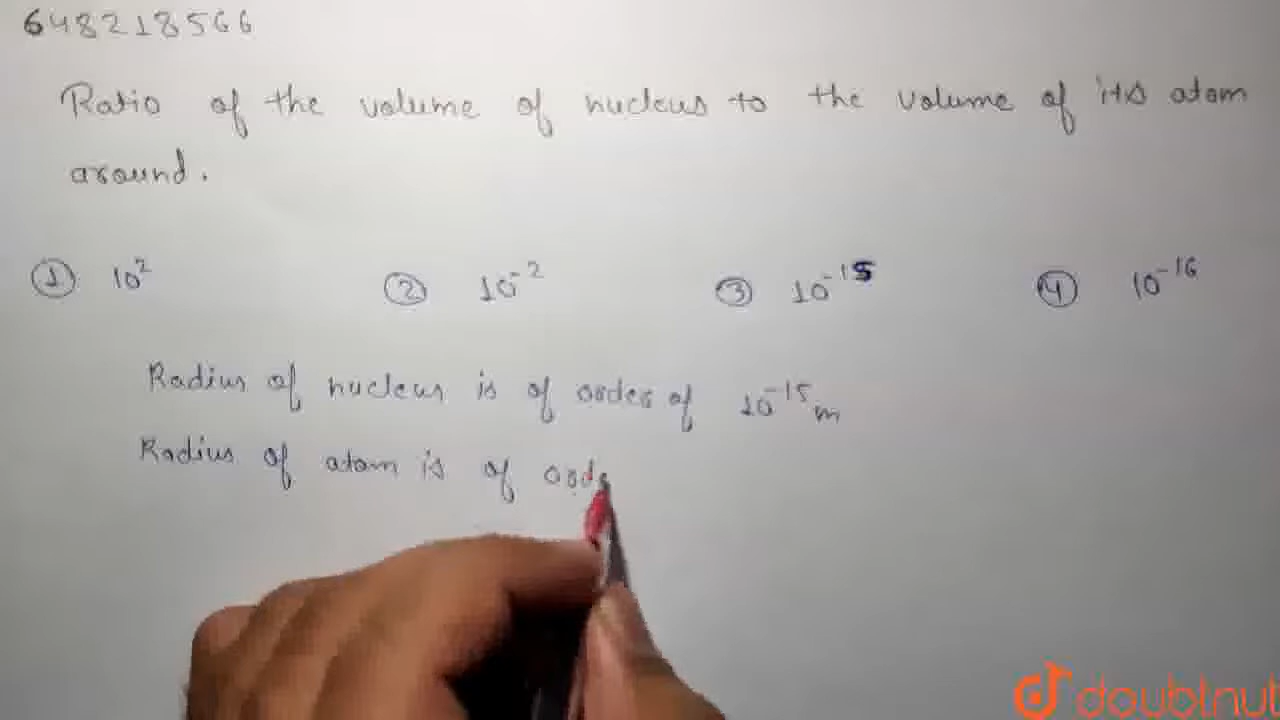 648218566
Ratio of the volume of nucleus to the volume of its atom
around.
① 10² ② 10⁻² ③ 10⁻¹⁵ ④ 10⁻¹⁶
Radius of nucleus is of order of 10⁻¹⁵ m
Radius of atom is of orde
doubtnut